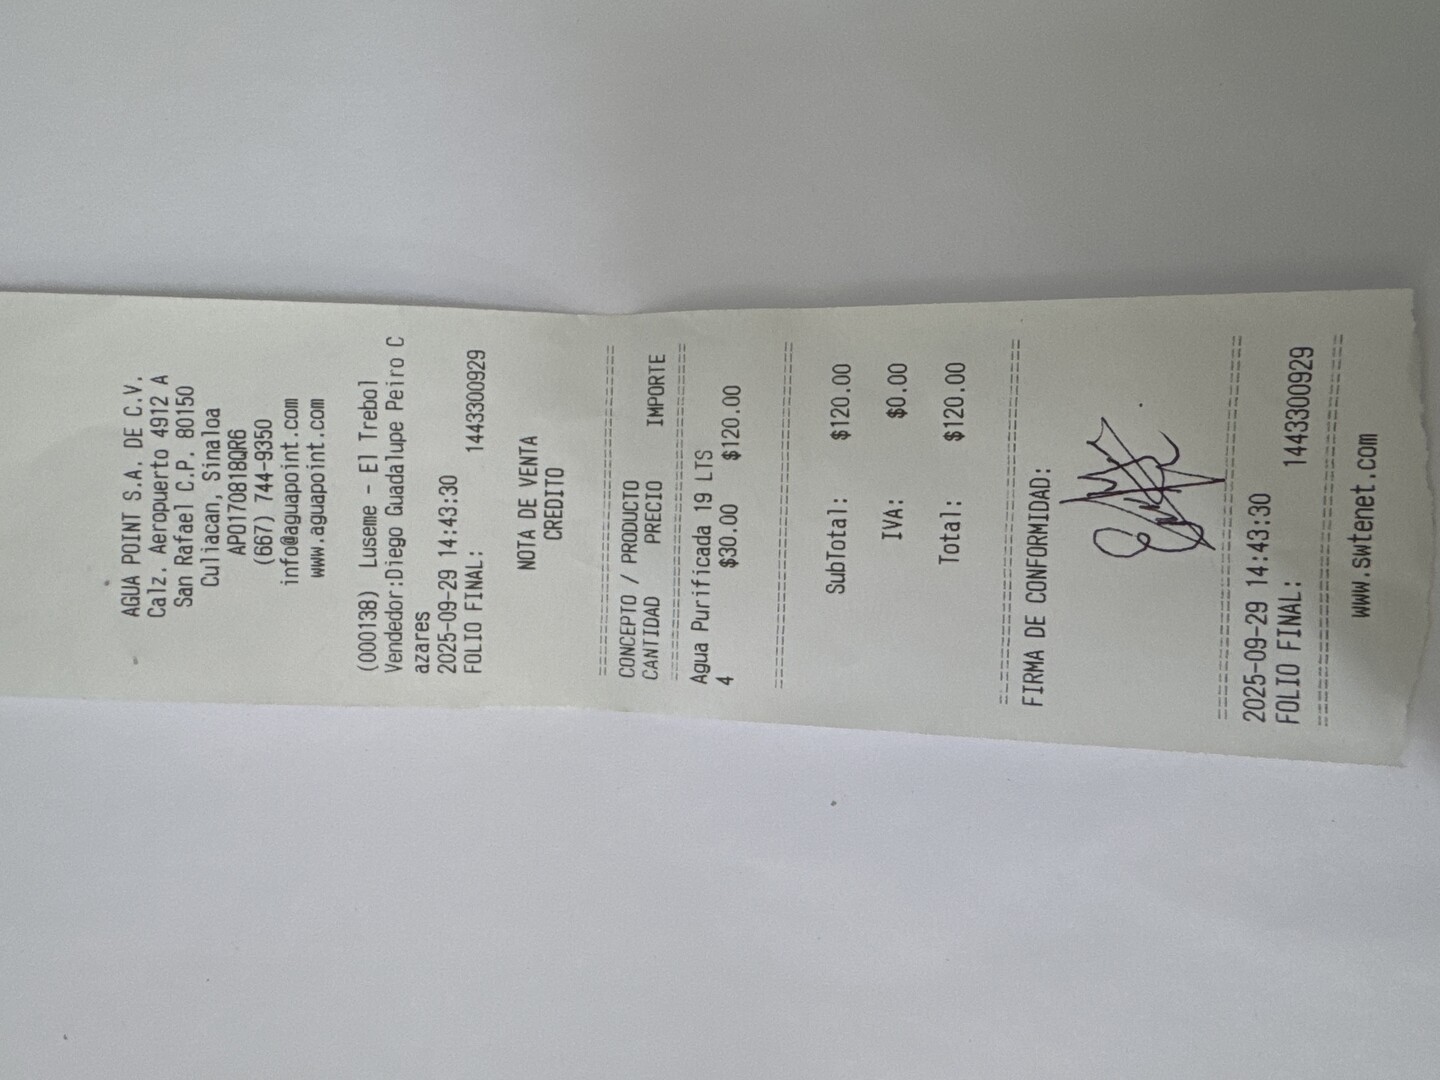 AGUA POINT S.A. DE C.V.
Calz. Aeropuerto 4912 A
San Rafael C.P. 80150
Culiacan, Sinaloa
APO170818QR6
(667) 744-9350
info@aguapoint.com
www.aguapoint.com
(000138) Luseme - El Trebol
Vendedor:Diego Guadalupe Peiro C
azares
2025-09-29 14:43:30
FOLIO FINAL: 1443300929
NOTA DE VENTA
CREDITO
================================
CONCEPTO / PRODUCTO
CANTIDAD PRECIO IMPORTE
================================
Agua Purificada 19 LTS
4 $30.00 $120.00
================================
SubTotal: $120.00
IVA: $0.00
Total: $120.00
================================
FIRMA DE CONFORMIDAD:
================================
2025-09-29 14:43:30
FOLIO FINAL: 1443300929
================================
www.swtenet.com